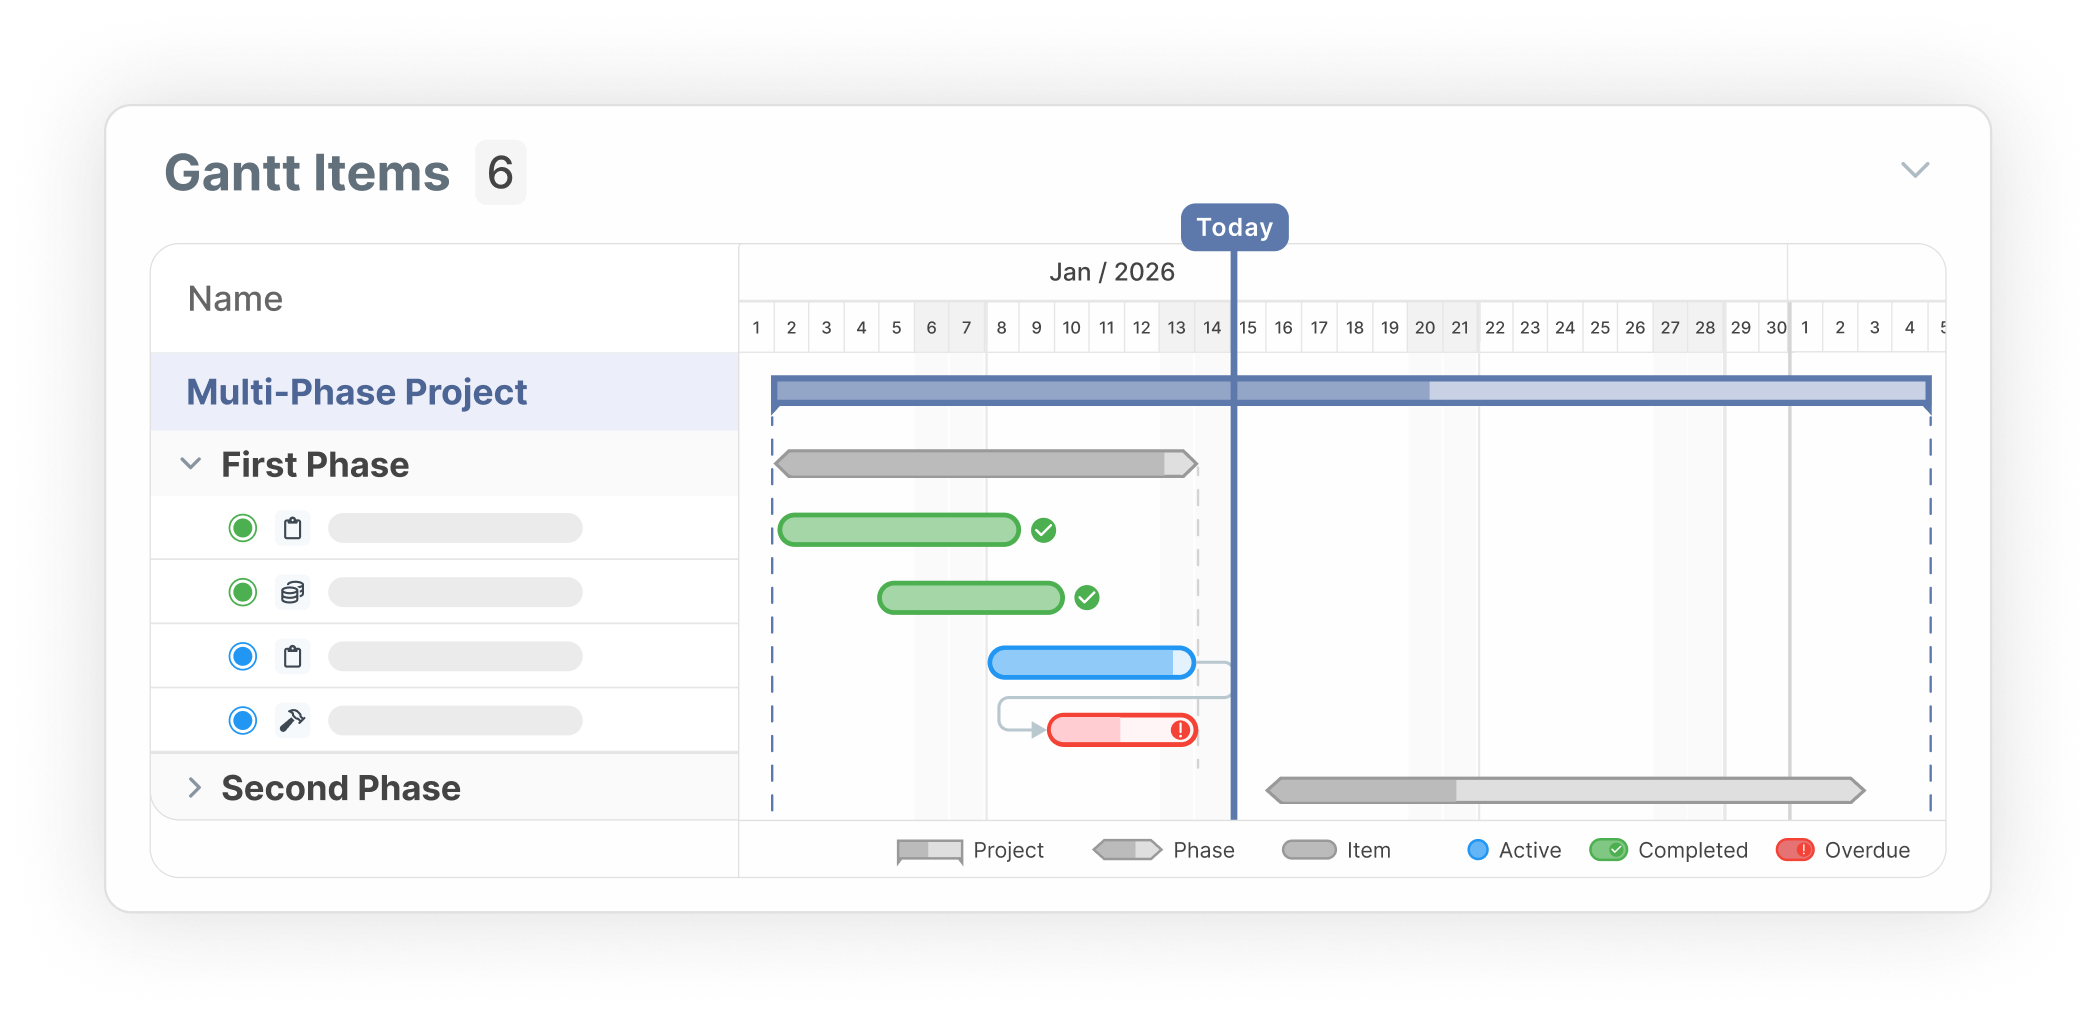 Gantt Items 6
Today
Name
Jan / 2026
1 2 3 4 5 6 7 8 9 10 11 12 13 14 15 16 17 18 19 20 21 22 23 24 25 26 27 28 29 30 1 2 3 4 5
Multi-Phase Project
First Phase
Second Phase
Project Phase Item Active Completed Overdue